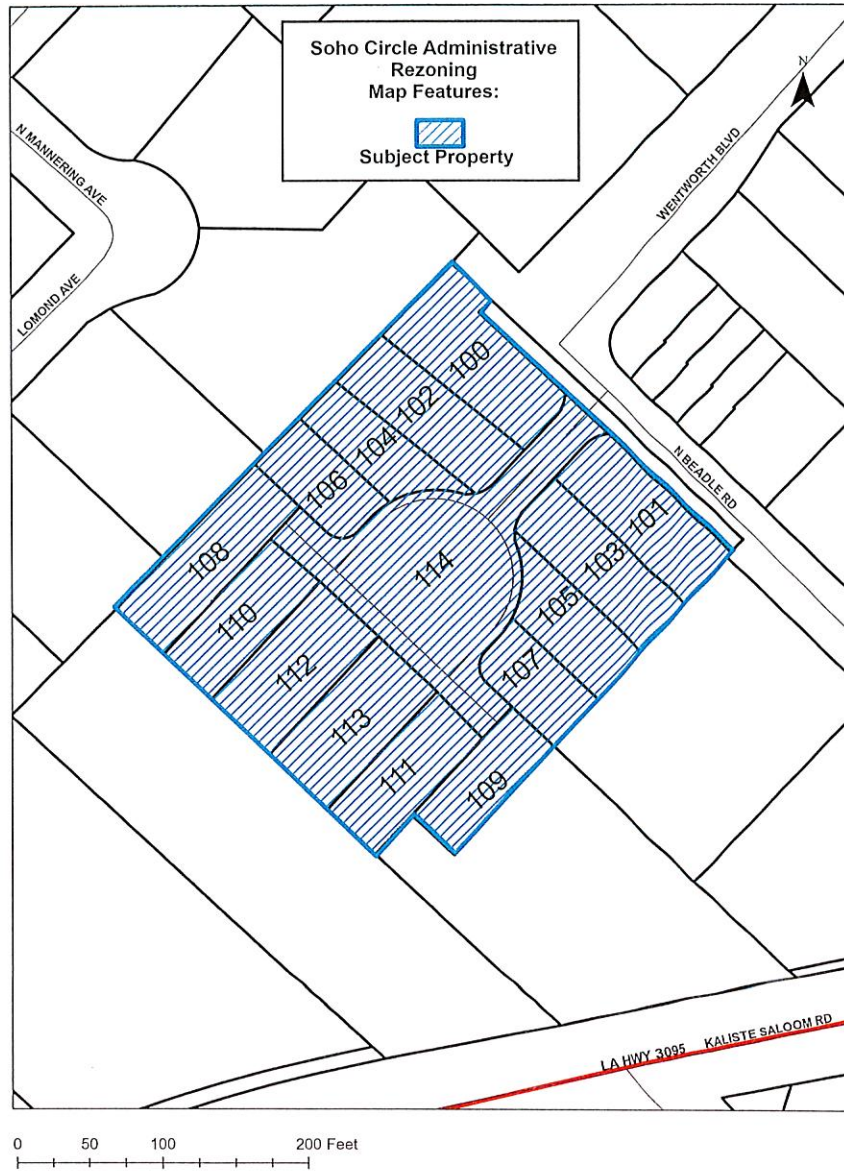 Soho Circle Administrative
Rezoning
Map Features:
Subject Property
N
N MANNERING AVE
WENTWORTH BLVD
LOMOND AVE
100
102
104
106
108
N BEADLE RD
101
103
114
105
110
107
112
113
111
109
LA HWY 3095 KALISTE SALOOM RD
0 50 100 200 Feet